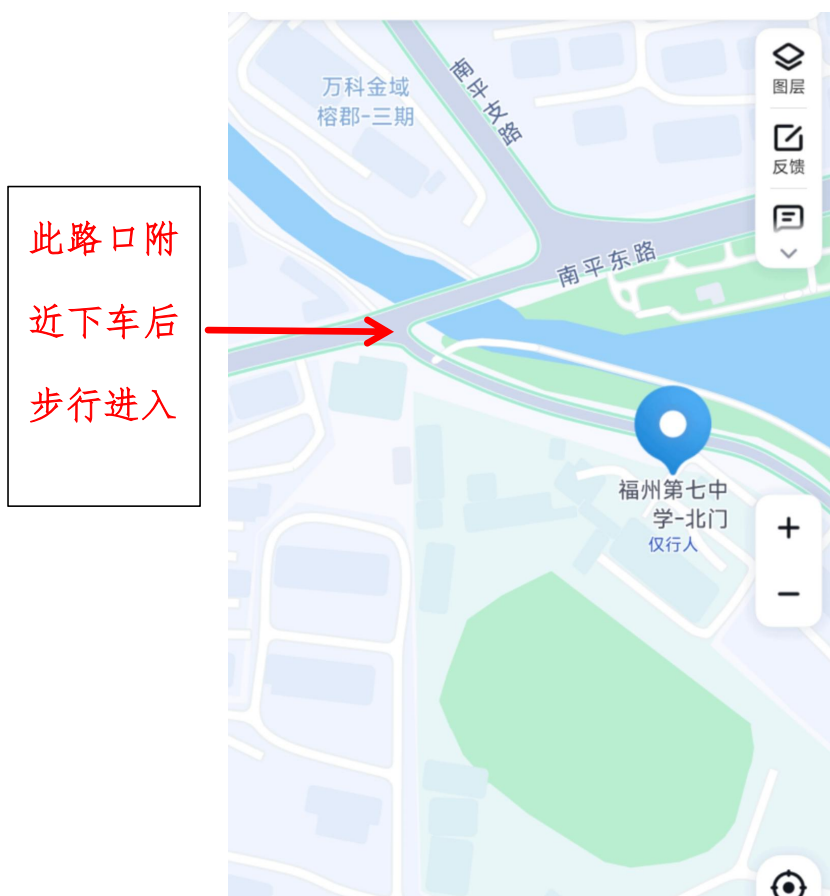 此路口附
近下车后
步行进入
万科金域
榕郡-三期
南平支路
南平东路
福州第七中
学-北门
仅行人
图层
反馈